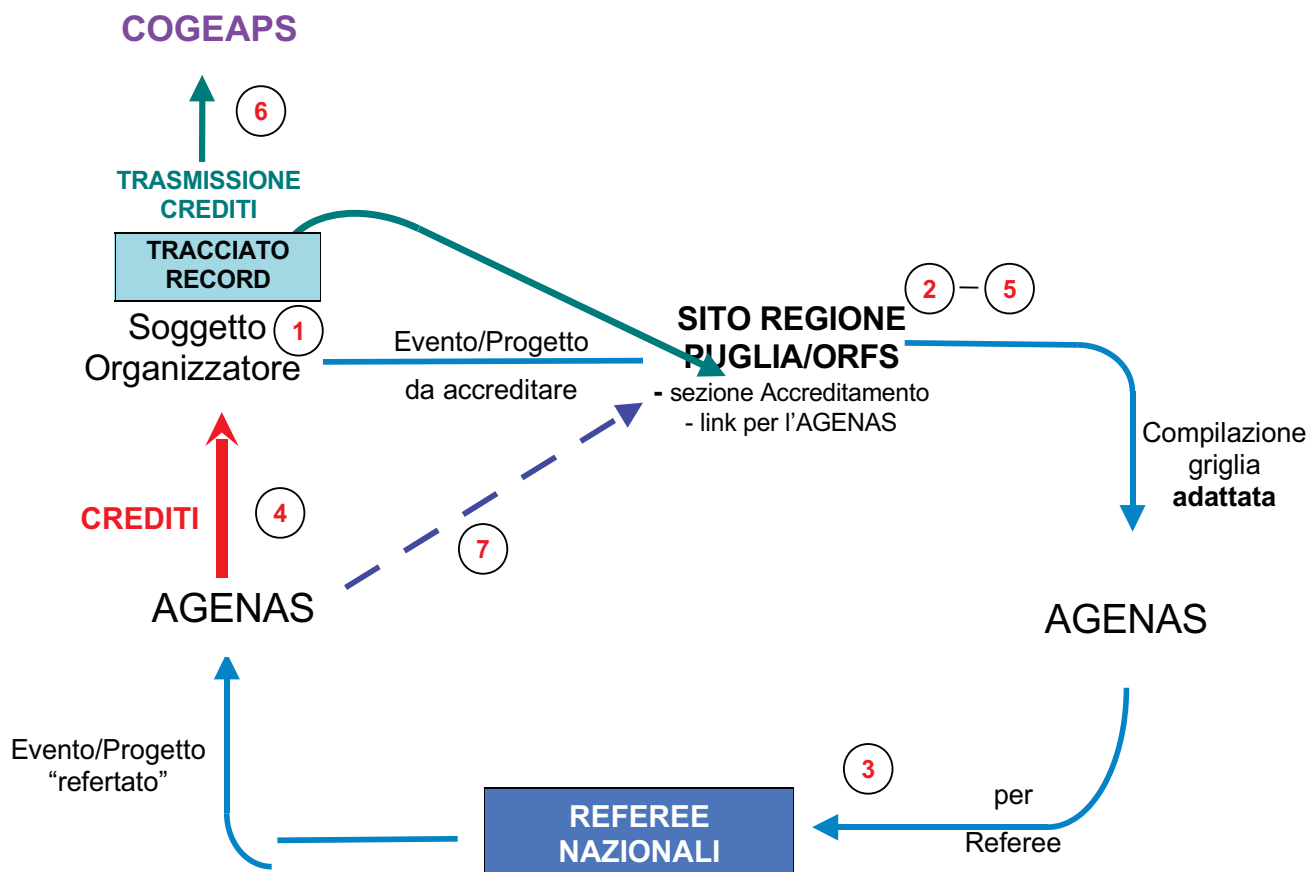 COGEAPS
6
TRASMISSIONE
CREDITI
TRACCIATO
RECORD
Soggetto 1
Organizzatore
Evento/Progetto
da accreditare
2 – 5
SITO REGIONE
PUGLIA/ORFS
- sezione Accreditamento
- link per l’AGENAS
Compilazione
griglia
adattata
CREDITI
4
7
AGENAS
AGENAS
Evento/Progetto
“refertato”
3
per
Referee
REFEREE
NAZIONALI